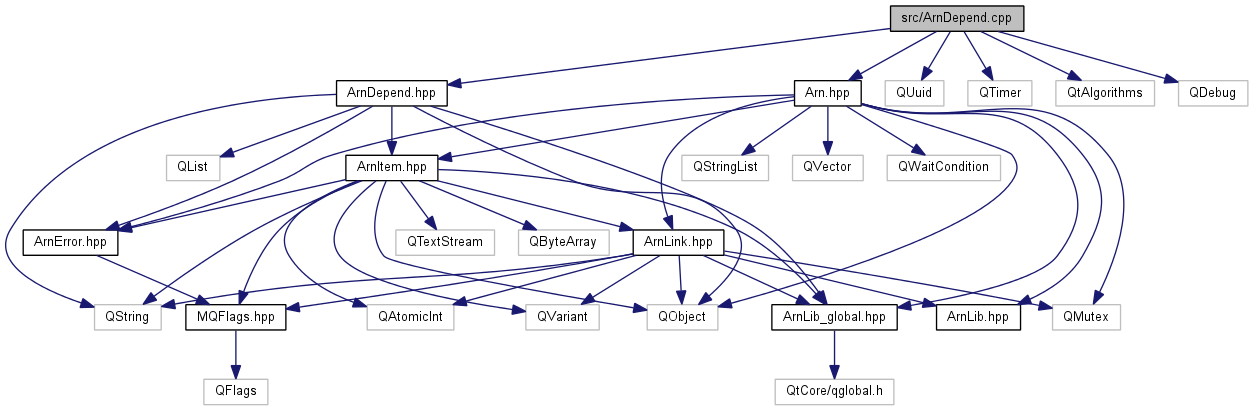 src/ArnDepend.cpp
ArnDepend.hpp
Arn.hpp
QUuid
QTimer
QtAlgorithms
QDebug
QList
ArnItem.hpp
QStringList
QVector
QWaitCondition
ArnError.hpp
QTextStream
QByteArray
ArnLink.hpp
QString
MQFlags.hpp
QAtomicInt
QVariant
QObject
ArnLib_global.hpp
ArnLib.hpp
QMutex
QFlags
QtCore/qglobal.h